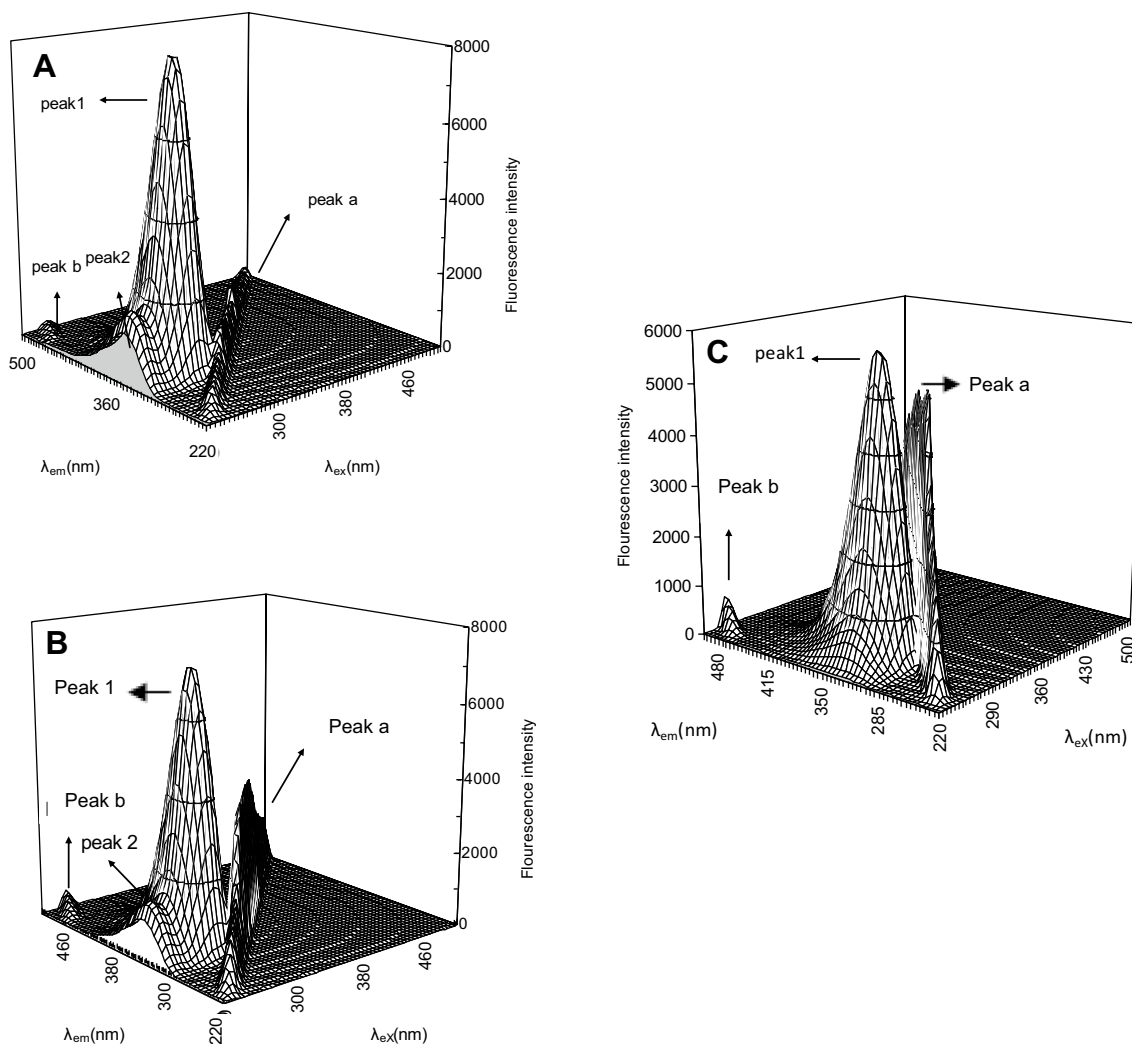 A
peak1
peak a
peak b
peak2
8000
6000
4000
2000
0
Fluorescence intensity
500
360
220
300
380
460
λem(nm)
λex(nm)
B
Peak 1
Peak a
Peak b
peak 2
8000
6000
4000
2000
0
Flourescence intensity
460
380
300
220
300
380
460
λem(nm)
λeX(nm)
C
peak1
Peak a
Peak b
6000
5000
4000
3000
2000
1000
0
Flourescence intensity
480
415
350
285
220
290
360
430
500
λem(nm)
λeX(nm)